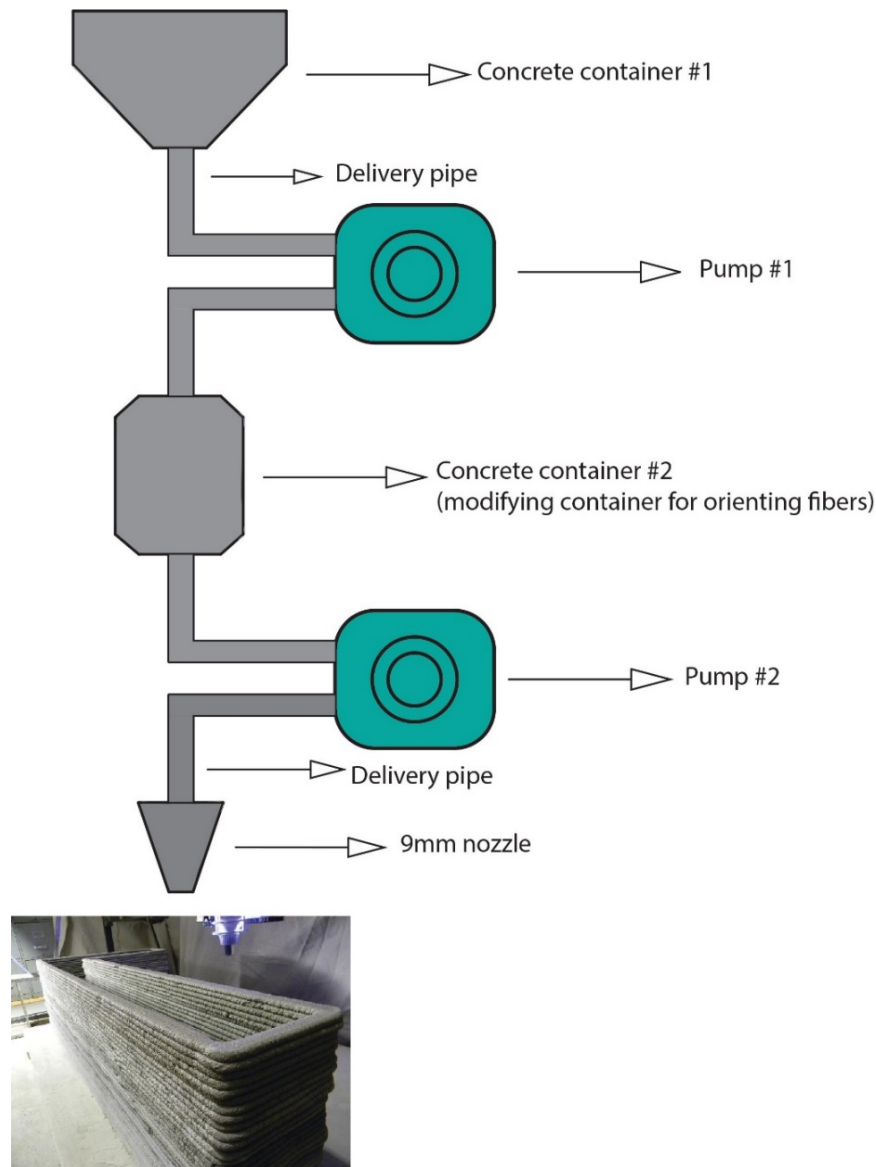 Concrete container #1
Delivery pipe
Pump #1
Concrete container #2
(modifying container for orienting fibers)
Pump #2
Delivery pipe
9mm nozzle